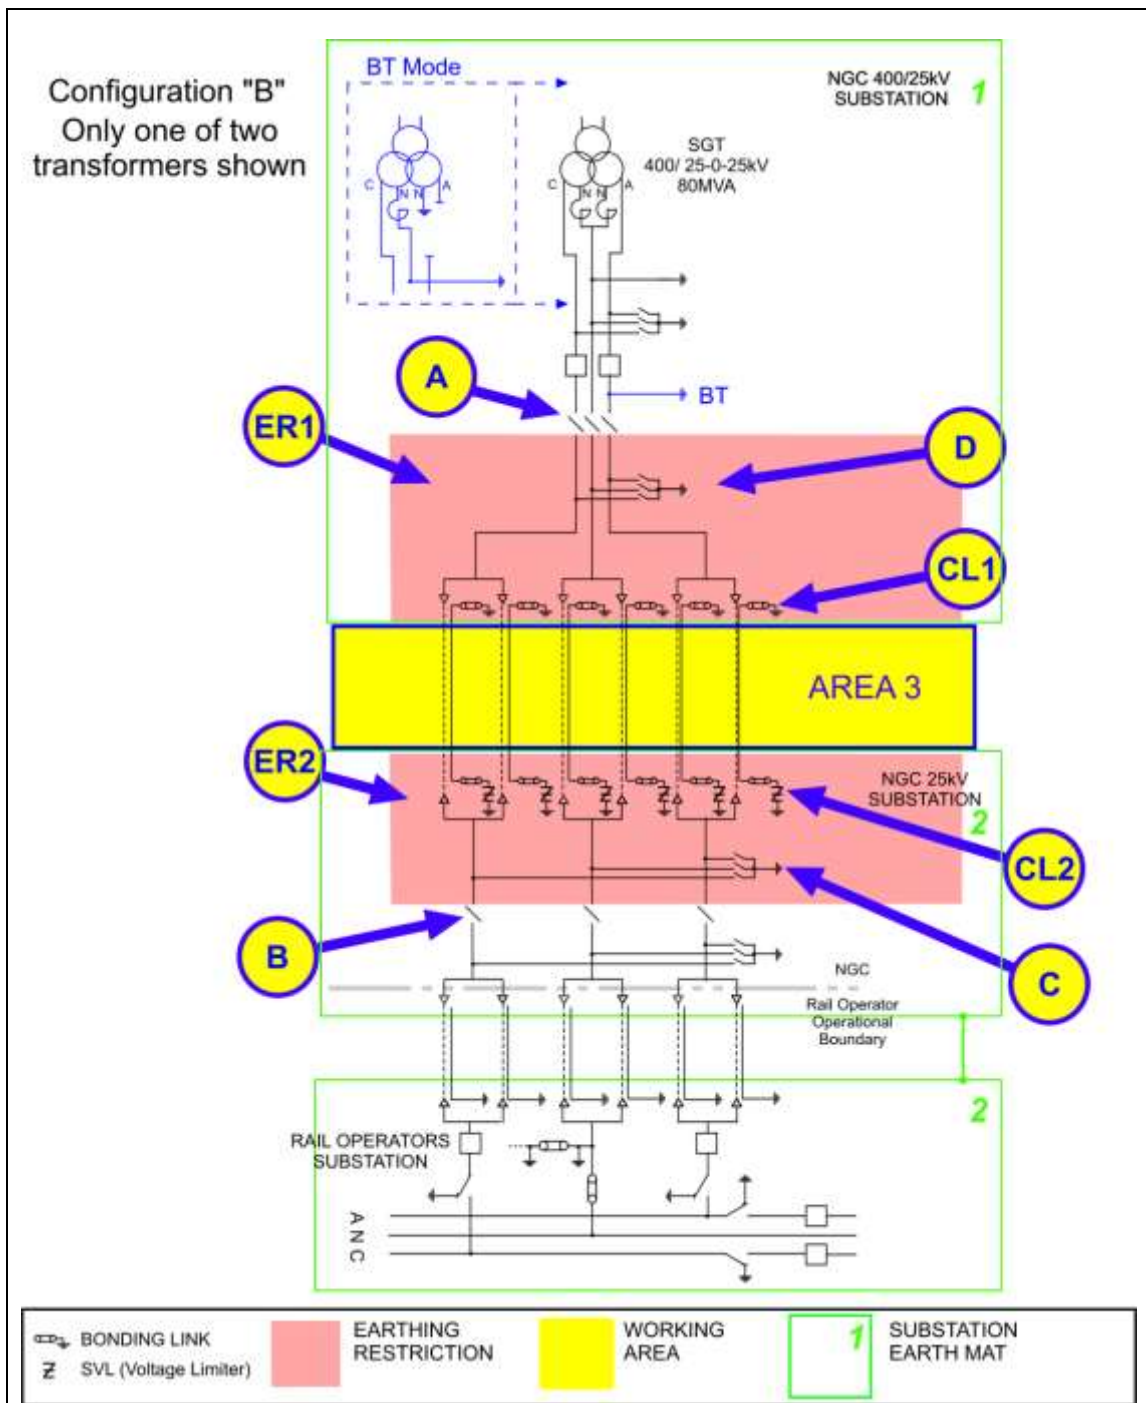 Configuration "B"
Only one of two
transformers shown
BT Mode
NGC 400/25kV
SUBSTATION
1
C
N
N
A
SGT
400/ 25-0-25kV
80MVA
C
N
N
A
A
BT
ER1
D
CL1
AREA 3
ER2
NGC 25kV
SUBSTATION
2
CL2
B
C
NGC
Rail Operator
Operational
Boundary
2
RAIL OPERATORS
SUBSTATION
A
N
C
BONDING LINK
SVL (Voltage Limiter)
EARTHING
RESTRICTION
WORKING
AREA
1
SUBSTATION
EARTH MAT